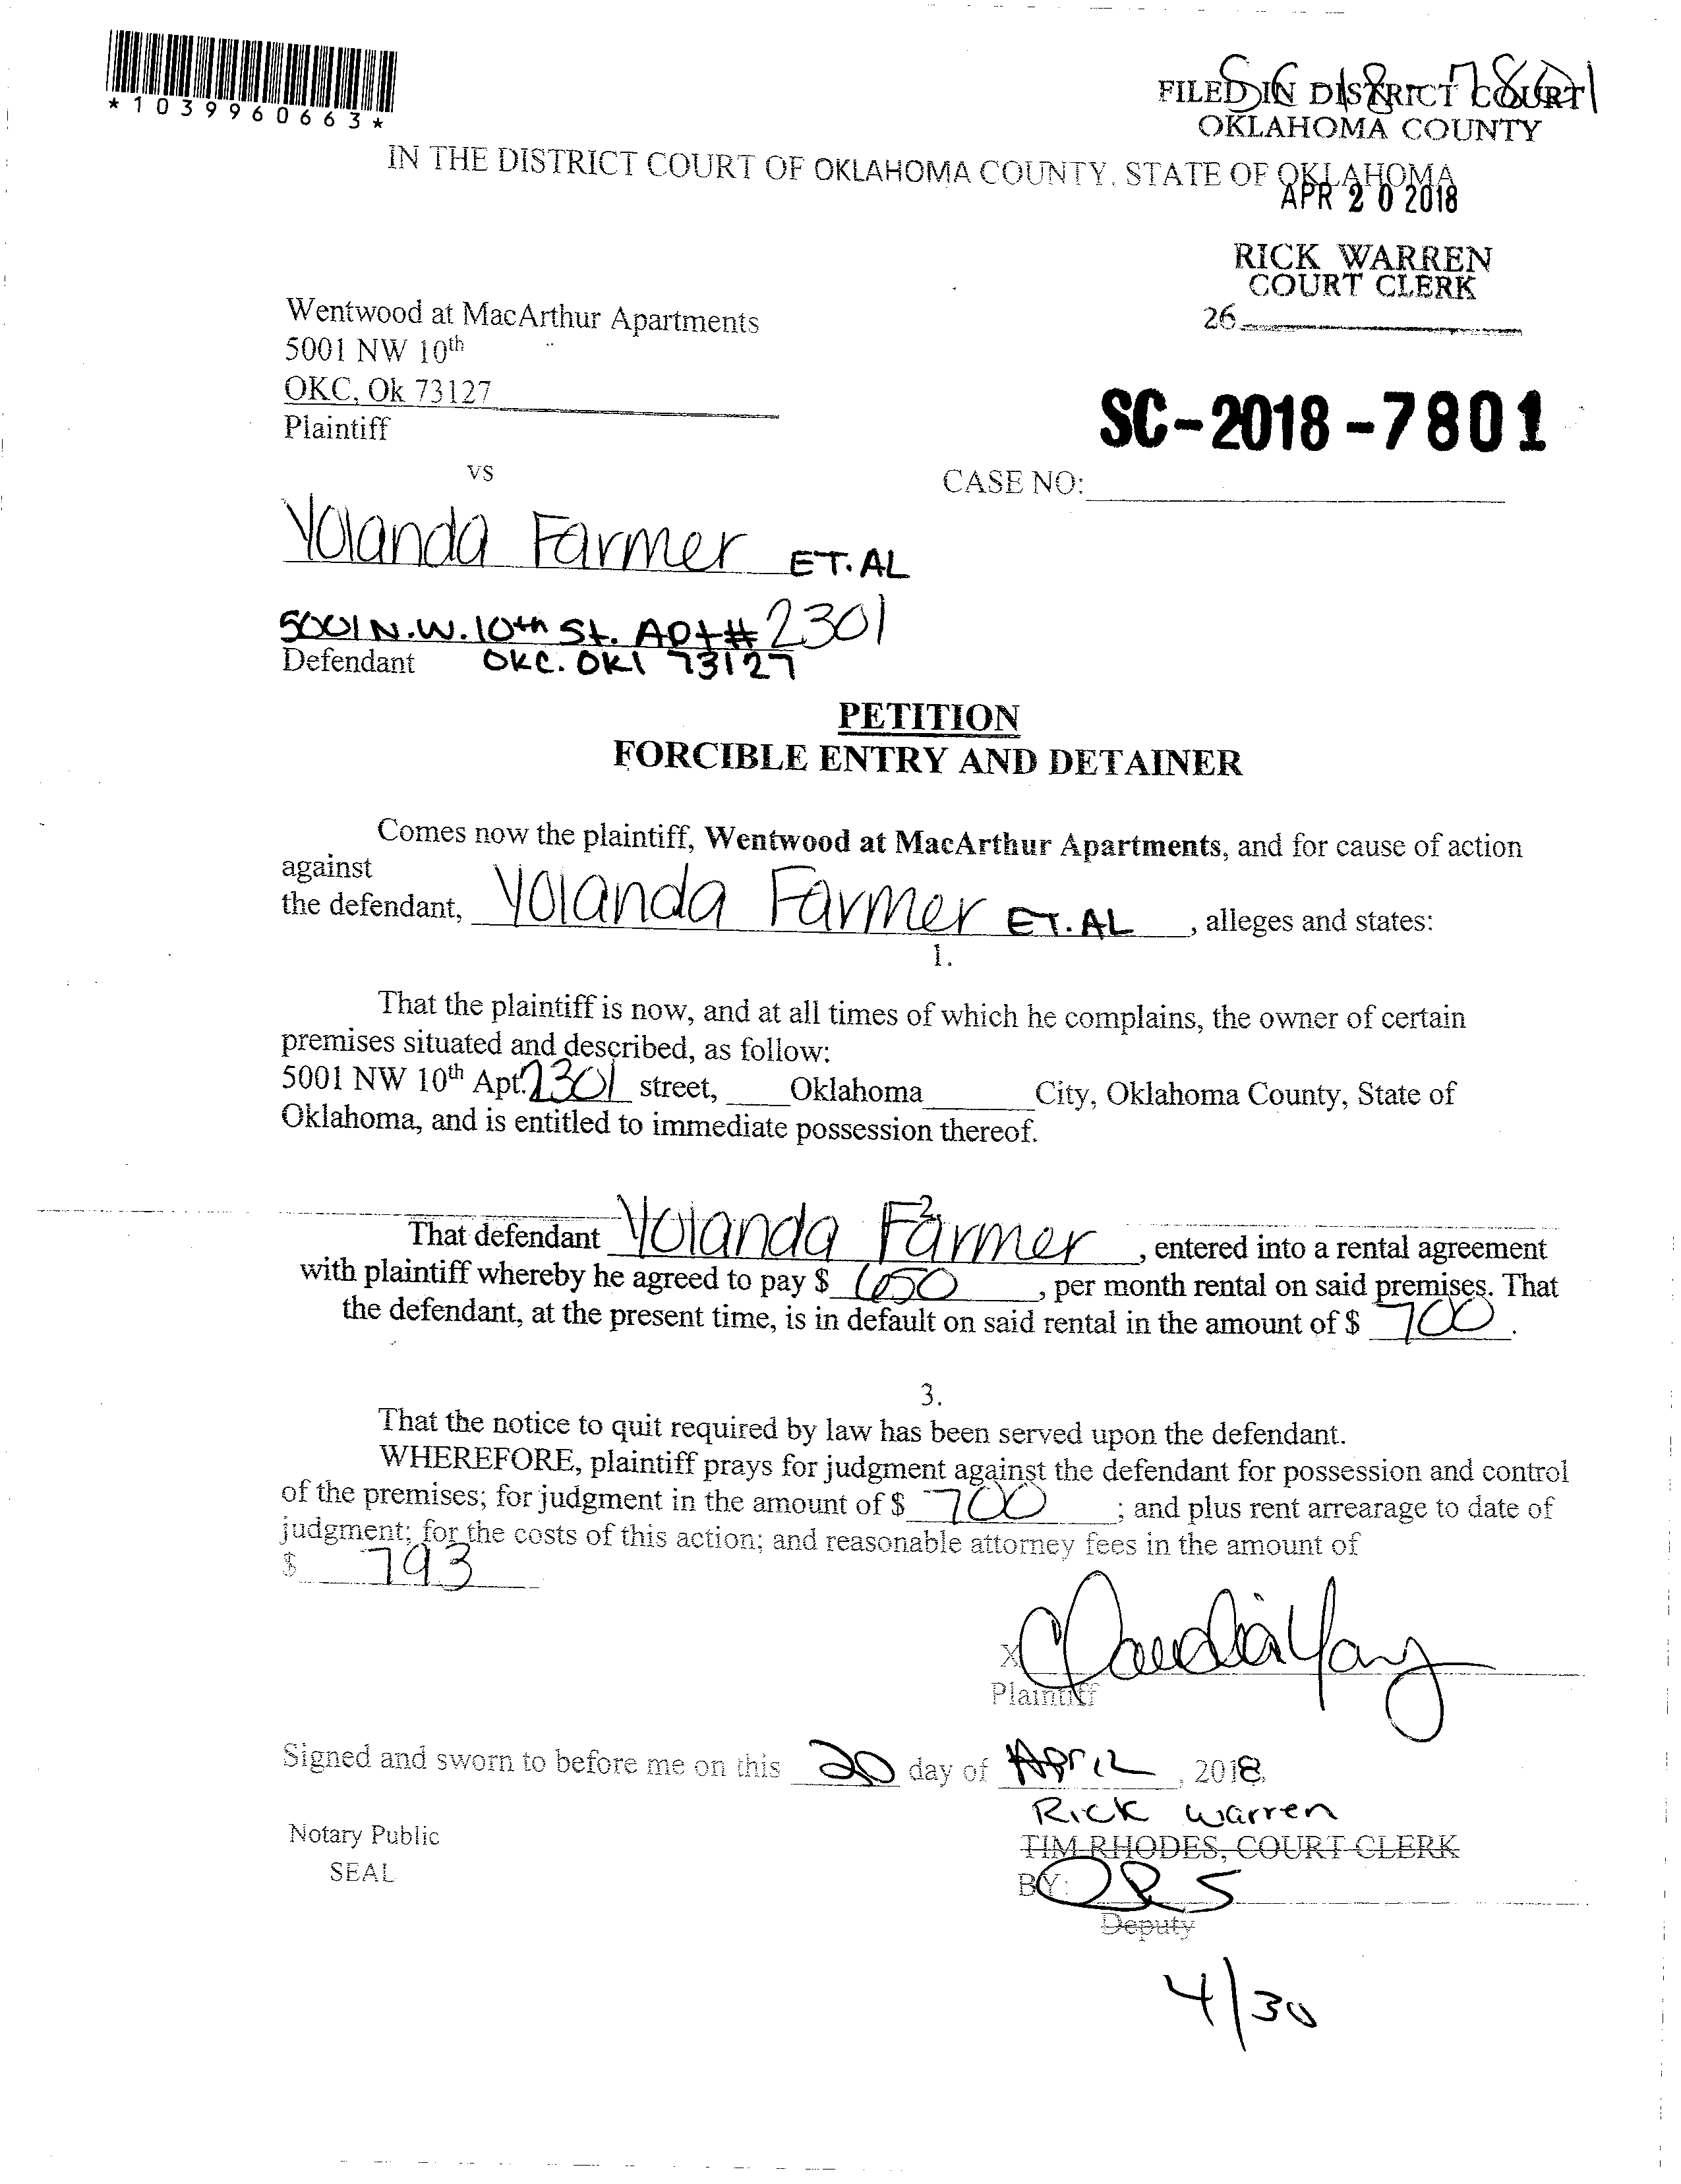 *1039960663*
SC 18 7801
FILED IN DISTRICT COURT
OKLAHOMA COUNTY
IN THE DISTRICT COURT OF OKLAHOMA COUNTY, STATE OF OKLAHOMA
APR 20 2018
RICK WARREN
COURT CLERK
26
Wentwood at MacArthur Apartments
5001 NW 10th
OKC, Ok 73127
Plaintiff
SC-2018-7801
vs
CASE NO:
Yolanda Farmer ET.AL
5001 N.W. 10th St. Apt# 2301
Defendant OKC. OKl 73127
PETITION
FORCIBLE ENTRY AND DETAINER
Comes now the plaintiff, Wentwood at MacArthur Apartments, and for cause of action
against
the defendant, Yolanda Farmer ET.AL , alleges and states:
1.
That the plaintiff is now, and at all times of which he complains, the owner of certain
premises situated and described, as follow:
5001 NW 10th Apt. 2301 street, Oklahoma City, Oklahoma County, State of
Oklahoma, and is entitled to immediate possession thereof.
2
That defendant Yolanda Farmer , entered into a rental agreement
with plaintiff whereby he agreed to pay $ 650 , per month rental on said premises. That
the defendant, at the present time, is in default on said rental in the amount of $ 700 .
3.
That the notice to quit required by law has been served upon the defendant.
WHEREFORE, plaintiff prays for judgment against the defendant for possession and control
of the premises; for judgment in the amount of $ 700 ; and plus rent arrearage to date of
judgment; for the costs of this action; and reasonable attorney fees in the amount of
$ 793
X
Plaintiff
Signed and sworn to before me on this 20 day of April , 2018.
Rick Warren
Notary Public
TIM RHODES, COURT CLERK
SEAL
BY:
Deputy
4/30